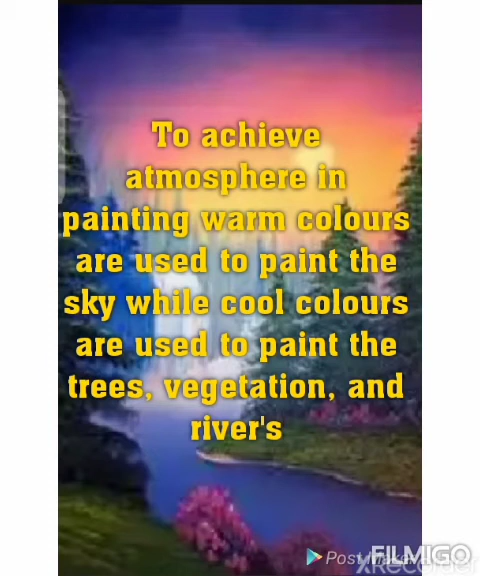 To achieve
atmosphere in
painting warm colours
are used to paint the
sky while cool colours
are used to paint the
trees, vegetation, and
river's
FILMIGO
XRecorder